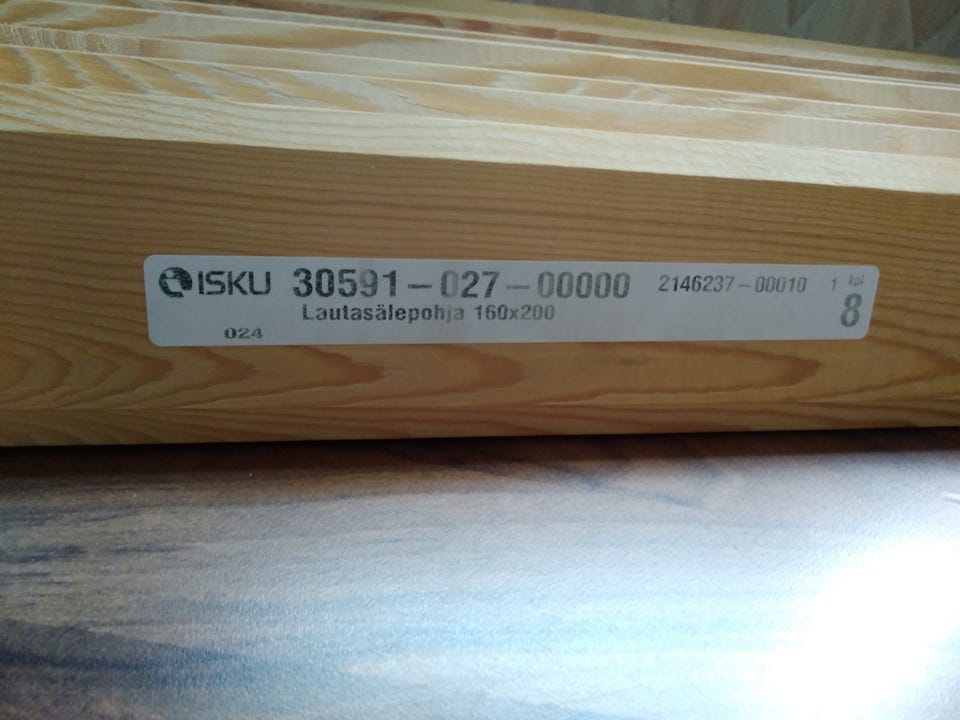 ISKU 30591-027-00000 2146237-00010 1 kpl
Lautasälepohja 160x200 8
024